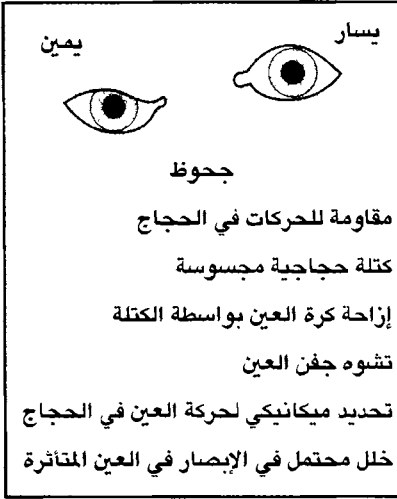 يسار
يمين
جحوظ
مقاومة للحركات في الحجاج
كتلة حجاجية مجسوسة
إزاحة كرة العين بواسطة الكتلة
تشوه جفن العين
تحديد ميكانيكي لحركة العين في الحجاج
خلل محتمل في الإبصار في العين المتأثرة